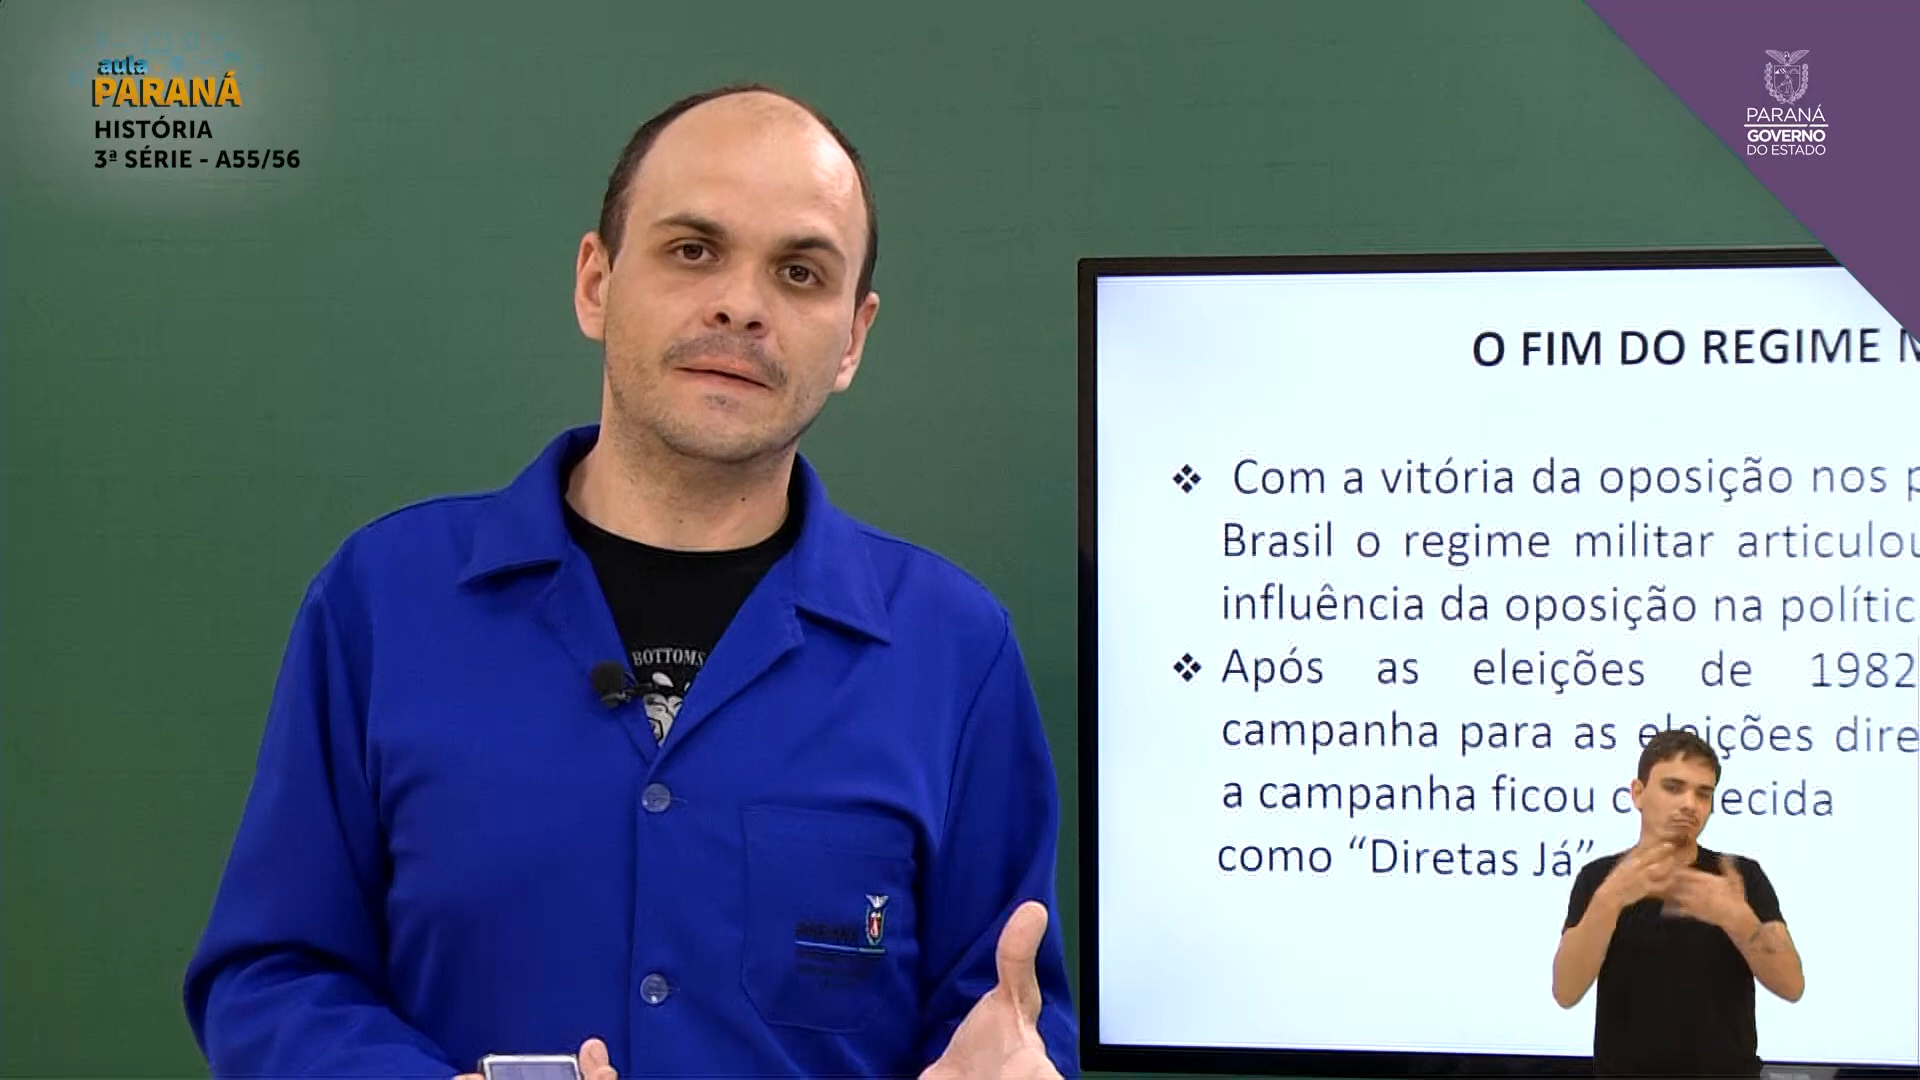 aula
PARANÁ
HISTÓRIA
3ª SÉRIE - A55/56
PARANÁ
GOVERNO
DO ESTADO
O FIM DO REGIME
❖ Com a vitória da oposição nos
Brasil o regime militar
influência da oposição na
❖ Após as eleições de 1982
campanha para as eleições
a campanha ficou
como “Diretas Já”
BOTTOMS
PARANÁ